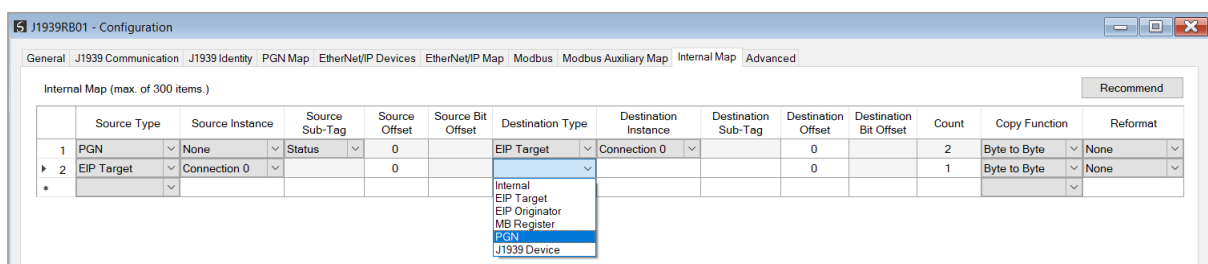 J1939RB01 - Configuration
General J1939 Communication J1939 Identity PGN Map EtherNet/IP Devices EtherNet/IP Map Modbus Modbus Auxiliary Map Internal Map Advanced
Internal Map (max. of 300 items.) Recommend
Source Type Source Instance Source Sub-Tag Source Offset Source Bit Offset Destination Type Destination Instance Destination Sub-Tag Destination Offset Destination Bit Offset Count Copy Function Reformat
1 PGN None Status 0 EIP Target Connection 0 0 2 Byte to Byte None
2 EIP Target Connection 0 0 0 1 Byte to Byte None
*
Internal
EIP Target
EIP Originator
MB Register
PGN
J1939 Device